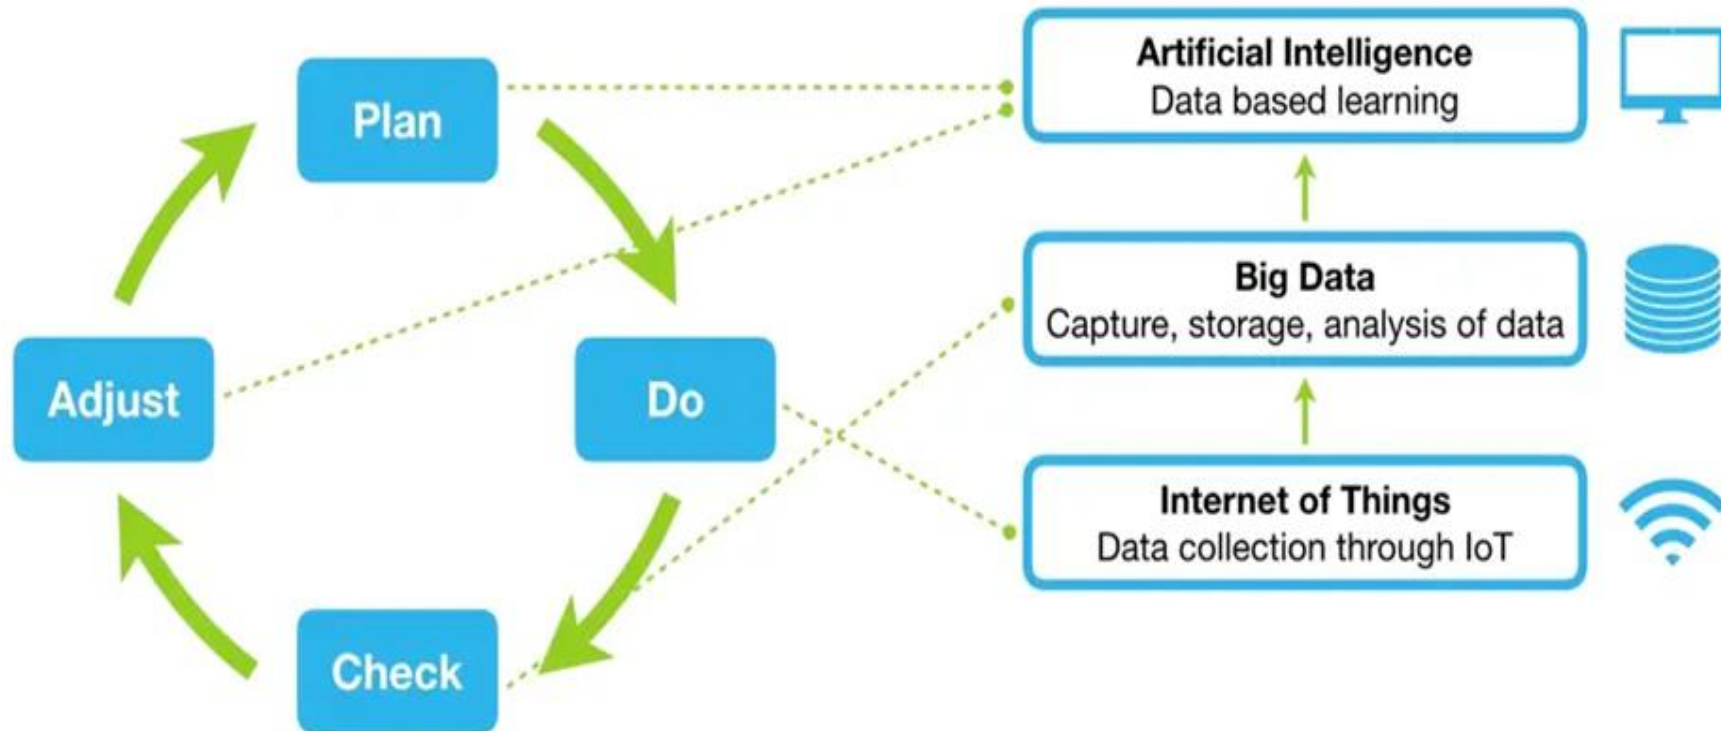 Plan
Adjust
Do
Check
Artificial Intelligence
Data based learning
Big Data
Capture, storage, analysis of data
Internet of Things
Data collection through IoT